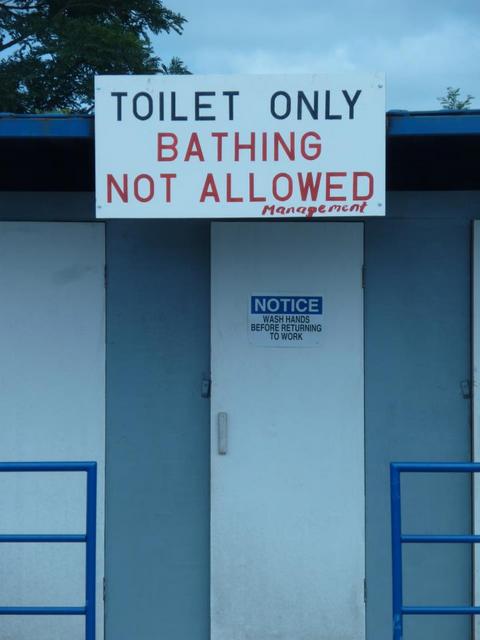 TOILET ONLY
BATHING
NOT ALLOWED
Management
NOTICE
WASH HANDS
BEFORE RETURNING
TO WORK